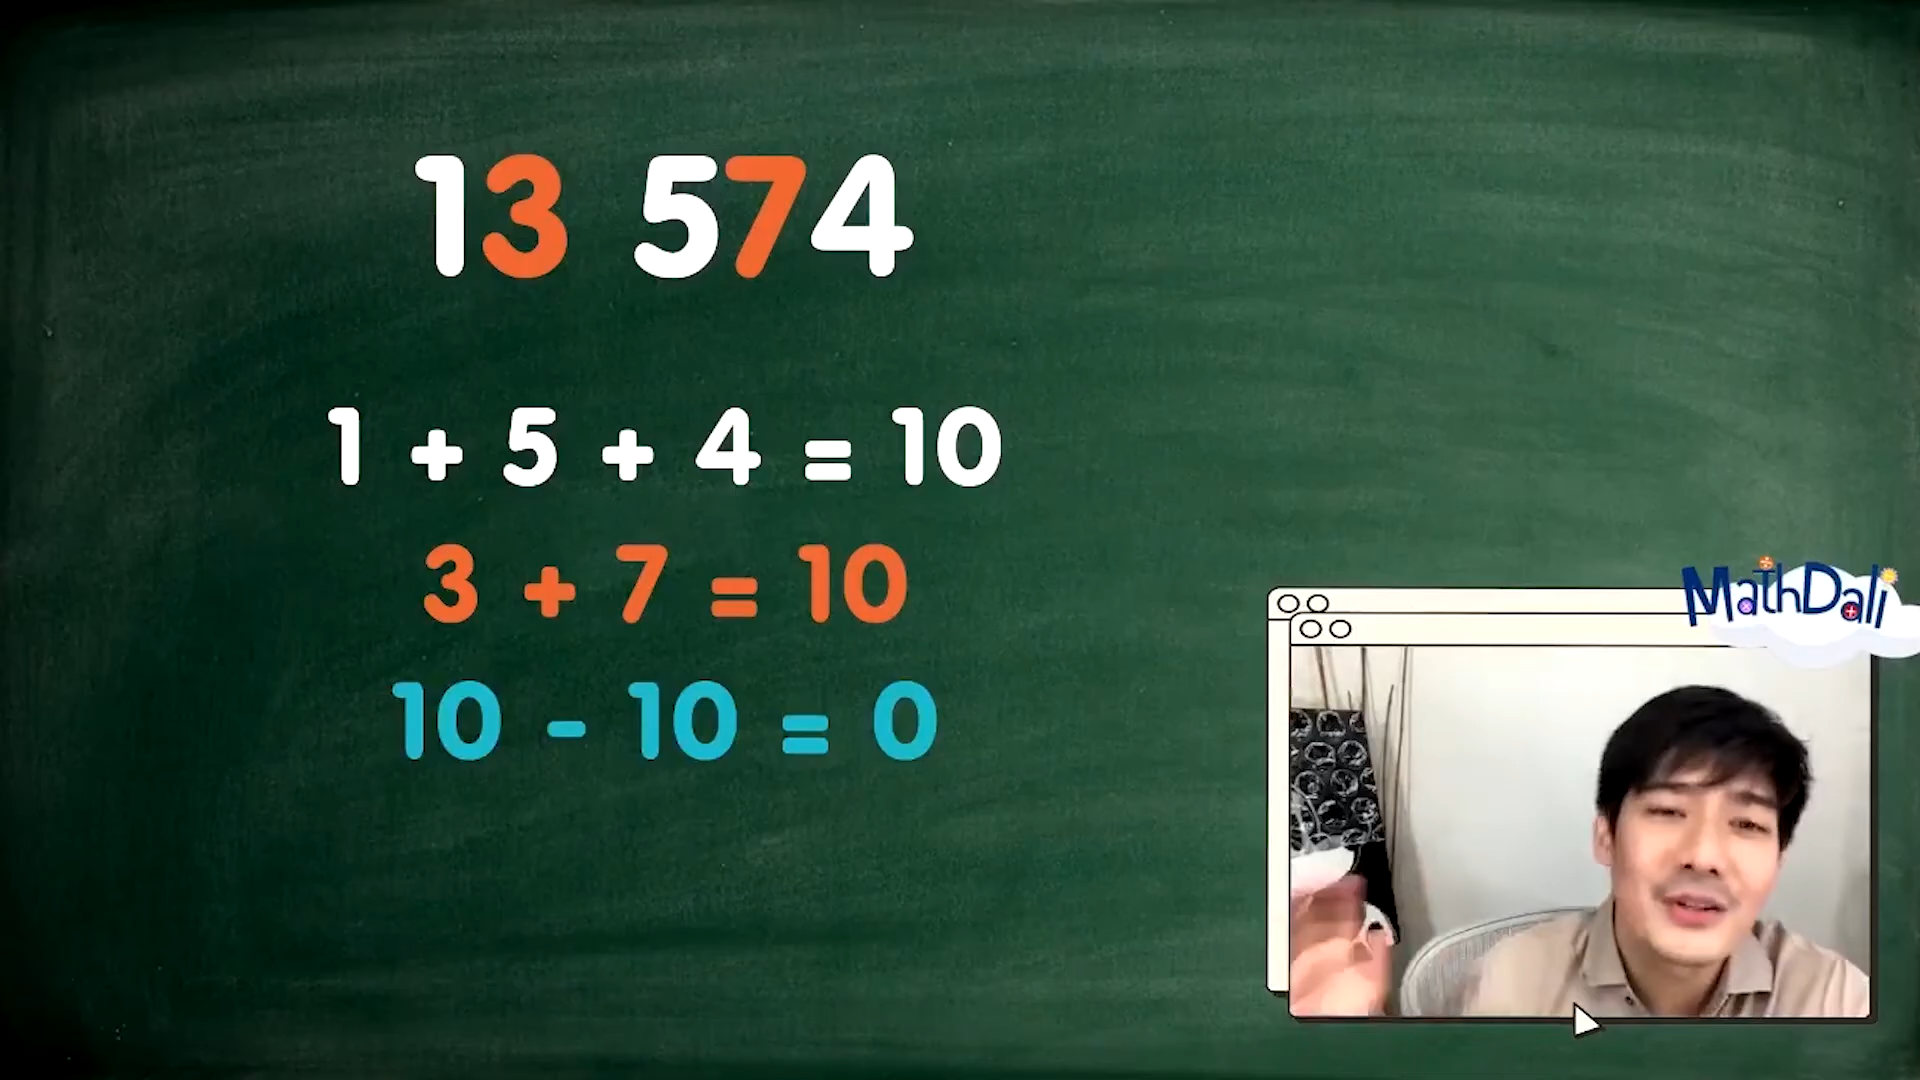 13 574
1 + 5 + 4 = 10
3 + 7 = 10
10 - 10 = 0
MathDali